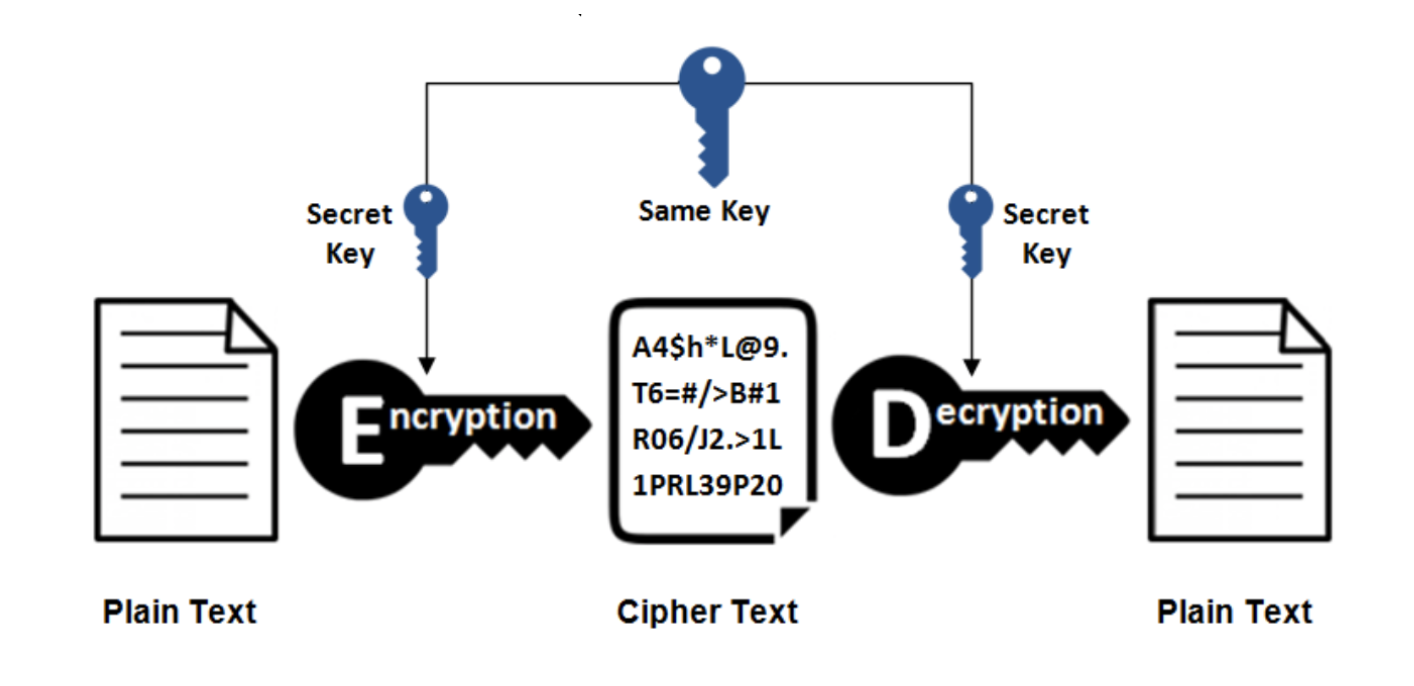 Same Key
Secret
Key
Secret
Key
Encryption
A4$h*L@9.
T6=#/>B#1
R06/J2.>1L
1PRL39P20
Decryption
Plain Text
Cipher Text
Plain Text